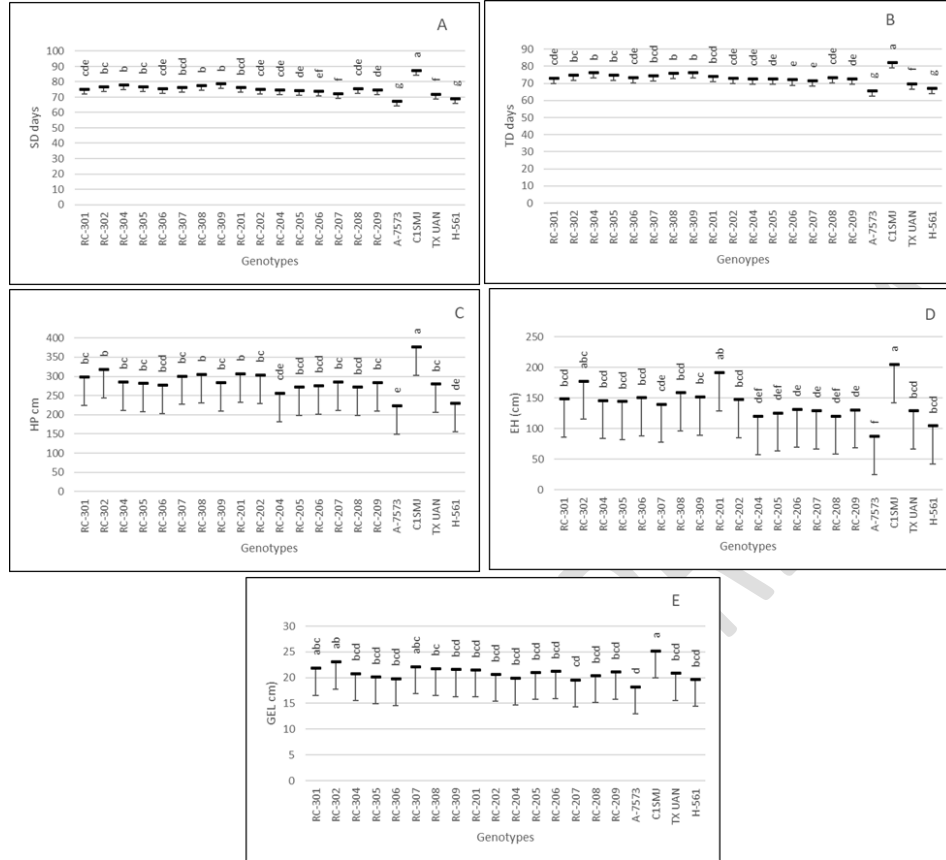 A
100
90
80
70
60
50
40
30
20
10
0
SD days
cde bc b bc cde bcd b b bcd cde cde de ef f cde de g a f g
RC-301 RC-302 RC-304 RC-305 RC-306 RC-307 RC-308 RC-309 RC-201 RC-202 RC-204 RC-205 RC-206 RC-207 RC-208 RC-209 A-7573 C1SMJ TX UAN H-561
Genotypes
B
90
80
70
60
50
40
30
20
10
0
TD days
cde bc b bc cde bcd b b bcd cde cde cde e e cde de g a f g
RC-301 RC-302 RC-304 RC-305 RC-306 RC-307 RC-308 RC-309 RC-201 RC-202 RC-204 RC-205 RC-206 RC-207 RC-208 RC-209 A-7573 C1SMJ TX UAN H-561
Genotypes
C
400
350
300
250
200
150
100
50
0
HP cm
bc b bc bc bcd bc b bc b b cde bcd bcd bc bcd bc e a bc de
RC-301 RC-302 RC-304 RC-305 RC-306 RC-307 RC-308 RC-309 RC-201 RC-202 RC-204 RC-205 RC-206 RC-207 RC-208 RC-209 A-7573 C1SMJ TX UAN H-561
Genotypes
D
250
200
150
100
50
0
EH (cm)
bcd abc bcd bcd bcd cde bcd bc ab bcd def def de de def de f a de bcd
RC-301 RC-302 RC-304 RC-305 RC-306 RC-307 RC-308 RC-309 RC-201 RC-202 RC-204 RC-205 RC-206 RC-207 RC-208 RC-209 A-7573 C1SMJ TX UAN H-561
Genotypes
E
30
25
20
15
10
5
0
GEL cm)
abc ab bcd bcd bcd abc bc bcd bcd bcd bcd bcd bcd cd bcd bcd d a bcd bcd
RC-301 RC-302 RC-304 RC-305 RC-306 RC-307 RC-308 RC-309 RC-201 RC-202 RC-204 RC-205 RC-206 RC-207 RC-208 RC-209 A-7573 C1SMJ TX UAN H-561
Genotypes